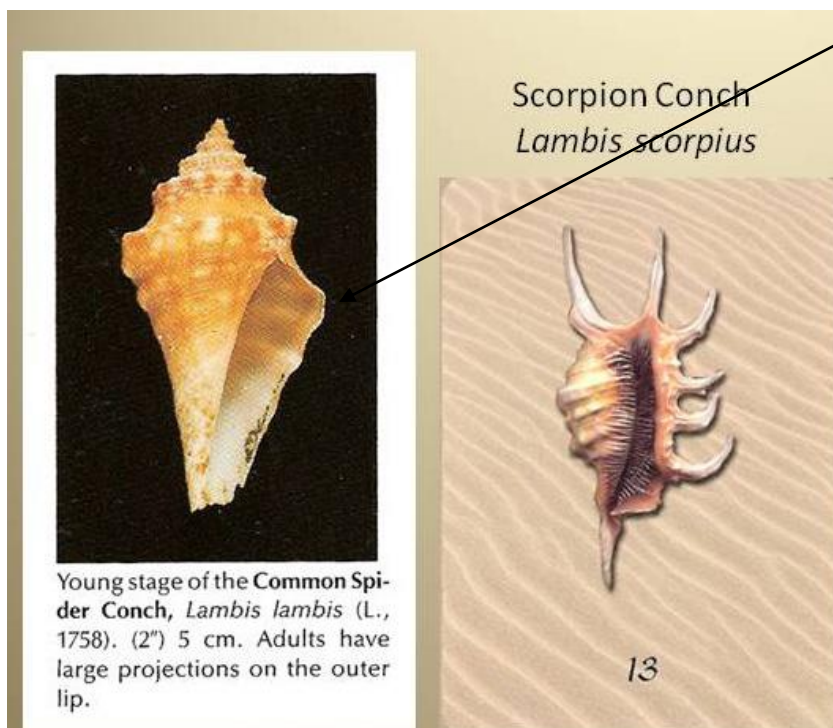 Scorpion Conch
Lambis scorpius
Young stage of the Common Spi-
der Conch, Lambis lambis (L.,
1758). (2") 5 cm. Adults have
large projections on the outer
lip.
13